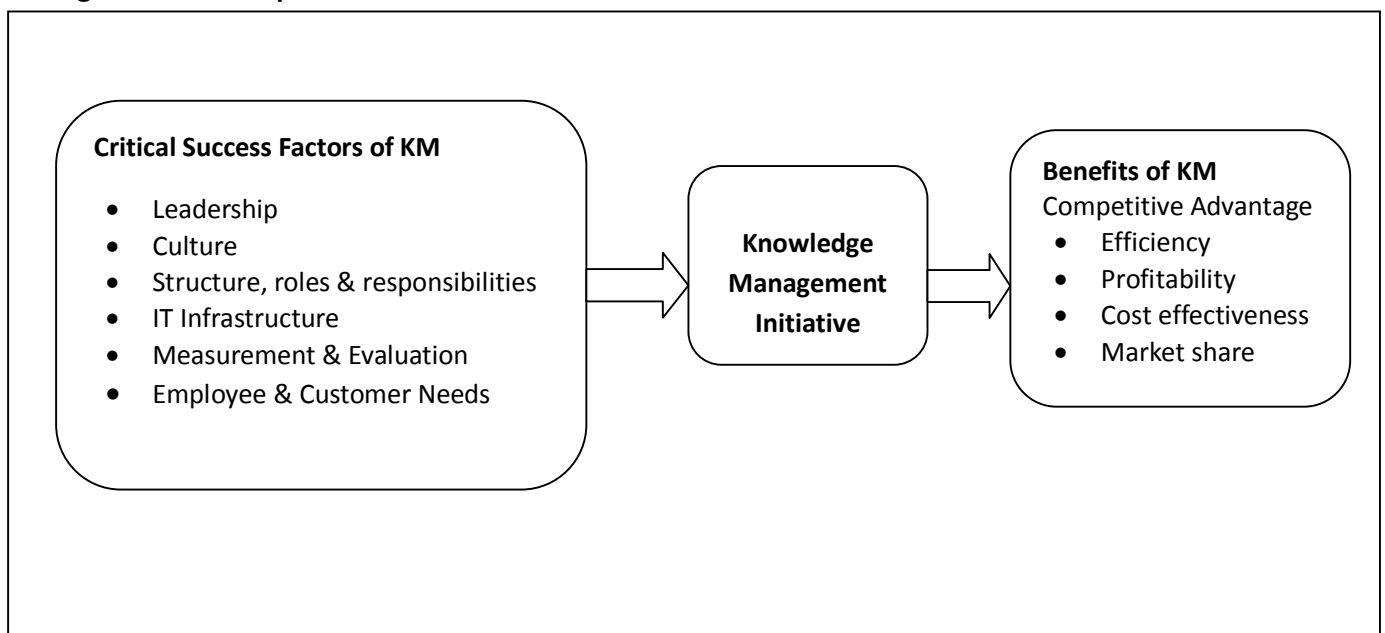 Critical Success Factors of KM
• Leadership
• Culture
• Structure, roles & responsibilities
• IT Infrastructure
• Measurement & Evaluation
• Employee & Customer Needs
Knowledge
Management
Initiative
Benefits of KM
Competitive Advantage
• Efficiency
• Profitability
• Cost effectiveness
• Market share